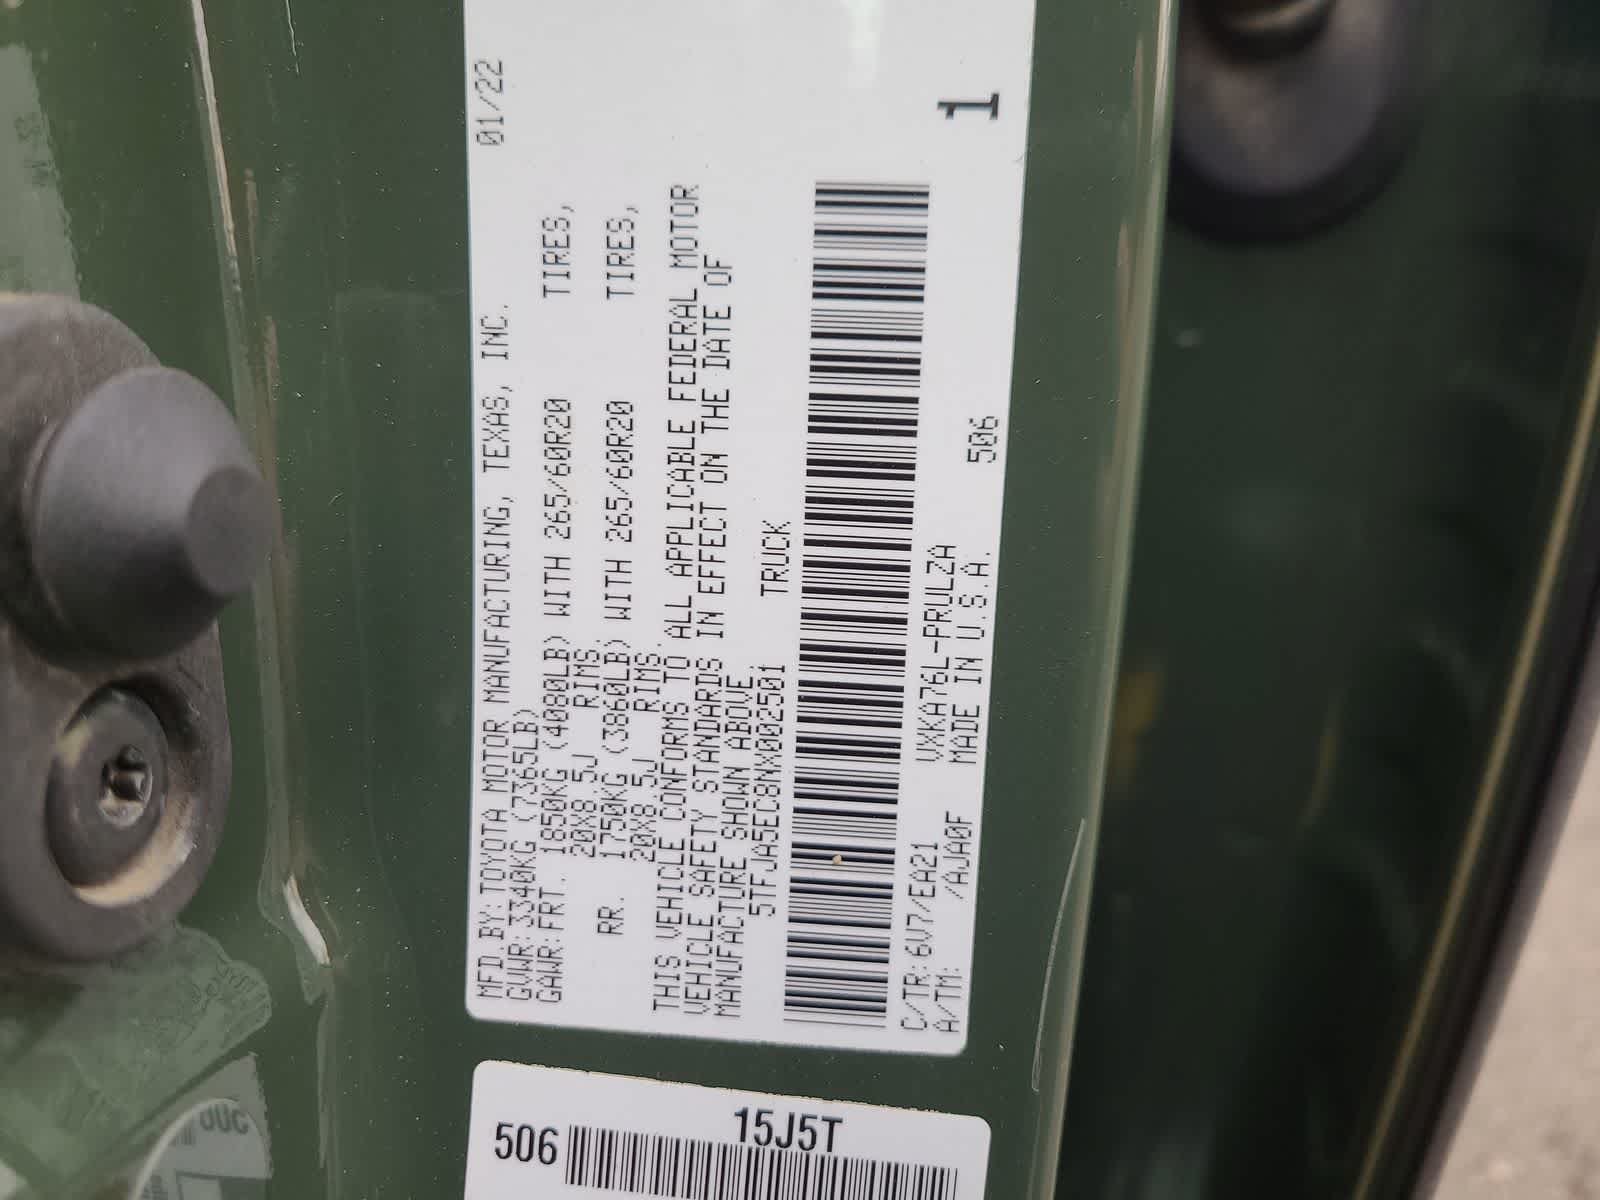 MFD.BY:TOYOTA MOTOR MANUFACTURING, TEXAS, INC. 01/22
GVWR:3340KG (7365LB)
GAWR:FRT. 1850KG (4080LB) WITH 265/60R20 TIRES,
20X8.5J RIMS,
RR. 1750KG (3860LB) WITH 265/60R20 TIRES,
20X8.5J RIMS.
THIS VEHICLE CONFORMS TO ALL APPLICABLE FEDERAL MOTOR
VEHICLE SAFETY STANDARDS IN EFFECT ON THE DATE OF
MANUFACTURE SHOWN ABOVE.
5TFJA5EC9NX002501 TRUCK
C/TR:6V7/EA21 VXKA76L-PRULZA
A/TM: /AJA0F MADE IN U.S.A. 506 1
15J5T
506